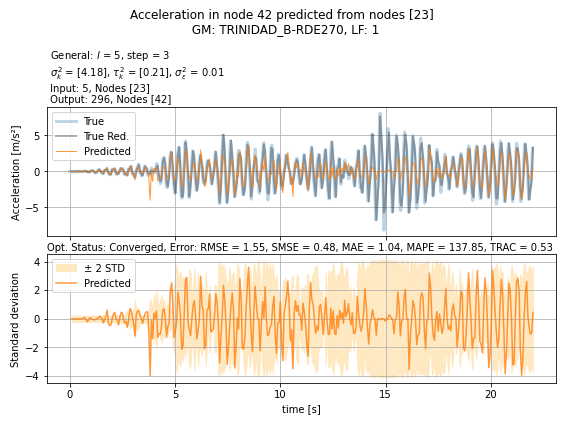 Acceleration in node 42 predicted from nodes [23]
GM: TRINIDAD_B-RDE270, LF: 1
General: l = 5, step = 3
σ²ₖ = [4.18], τ²ₖ = [0.21], σ²ε = 0.01
Input: 5, Nodes [23]
Output: 296, Nodes [42]
True
True Red.
Predicted
Acceleration [m/s²]
5
0
−5
Opt. Status: Converged, Error: RMSE = 1.55, SMSE = 0.48, MAE = 1.04, MAPE = 137.85, TRAC = 0.53
± 2 STD
Predicted
Standard deviation
4
2
0
−2
−4
0 5 10 15 20
time [s]